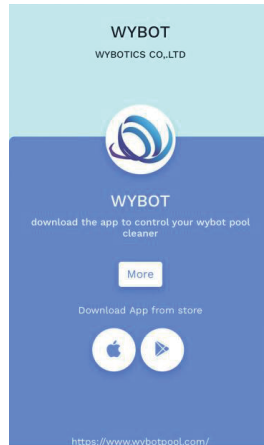 WYBOT
WYBOTICS CO,.LTD
WYBOT
download the app to control your wybot pool
cleaner
More
Download App from store
https://www.wybotpool.com/